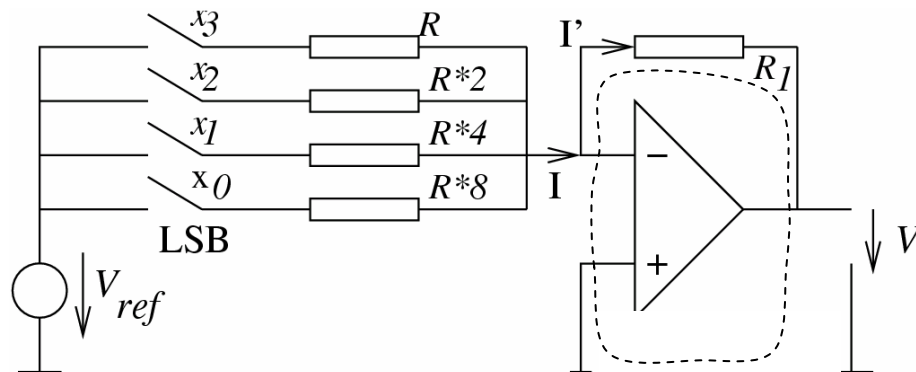 x3 R
x2 R*2
x1 R*4
x0 R*8
LSB
Vref
I'
R1
I
−
+
V